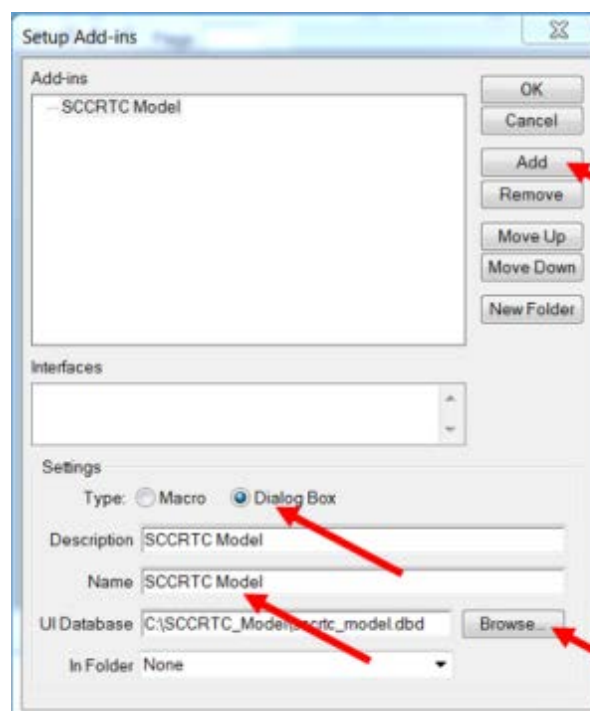 Setup Add-ins
Add-ins
SCCRTC Model
OK
Cancel
Add
Remove
Move Up
Move Down
New Folder
Interfaces
Settings
Type: Macro Dialog Box
Description SCCRTC Model
Name SCCRTC Model
UI Database C:\SCCRTC_Model\sccrtc_model.dbd Browse...
In Folder None